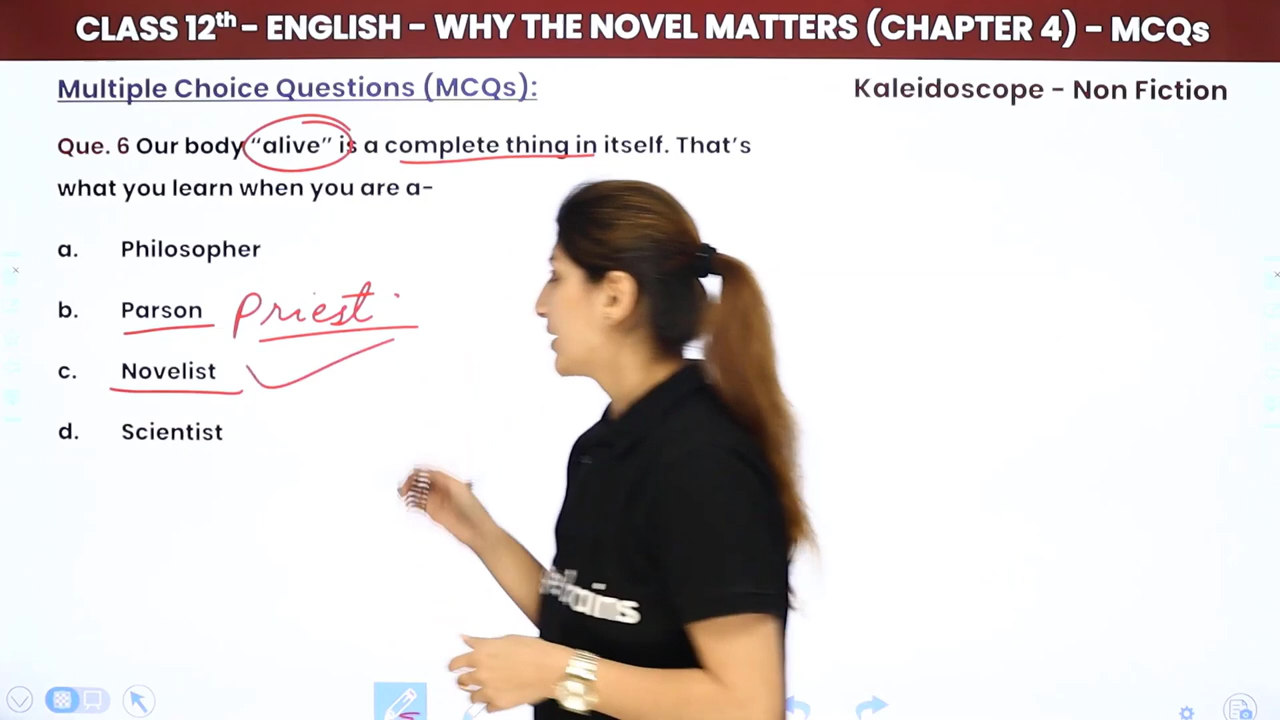 CLASS 12th - ENGLISH - WHY THE NOVEL MATTERS (CHAPTER 4) - MCQs
Multiple Choice Questions (MCQs):
Kaleidoscope - Non Fiction
Que. 6 Our body "alive" is a complete thing in itself. That's
what you learn when you are a-
a. Philosopher
b. Parson Priest
c. Novelist
d. Scientist